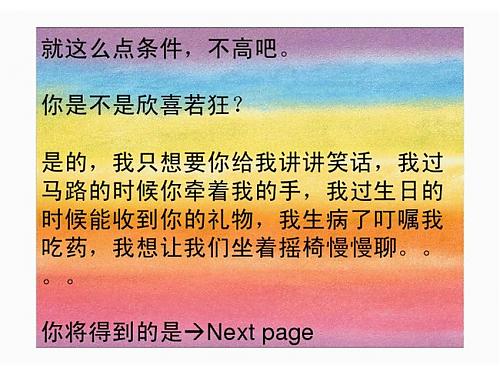 就这么点条件，不高吧。
你是不是欣喜若狂？
是的，我只想要你给我讲讲笑话，我过
马路的时候你牵着我的手，我过生日的
时候能收到你的礼物，我生病了叮嘱我
吃药，我想让我们坐着摇椅慢慢聊。。
。。
你将得到的是→Next page